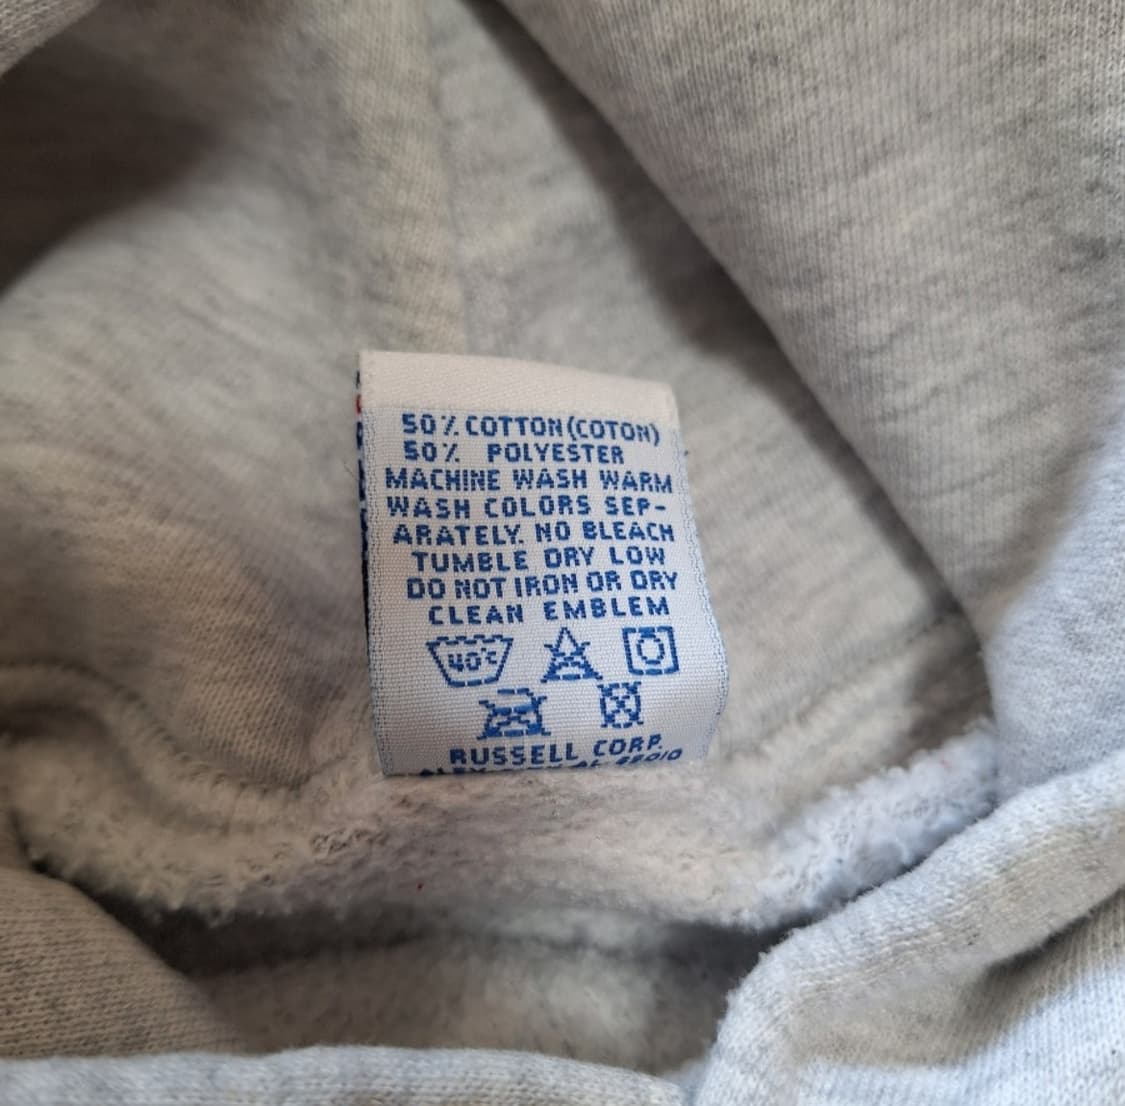 50% COTTON (COTON)
50% POLYESTER
MACHINE WASH WARM
WASH COLORS SEP-
ARATELY. NO BLEACH
TUMBLE DRY LOW
DO NOT IRON OR DRY
CLEAN EMBLEM
40°C
RUSSELL CORP.
AL